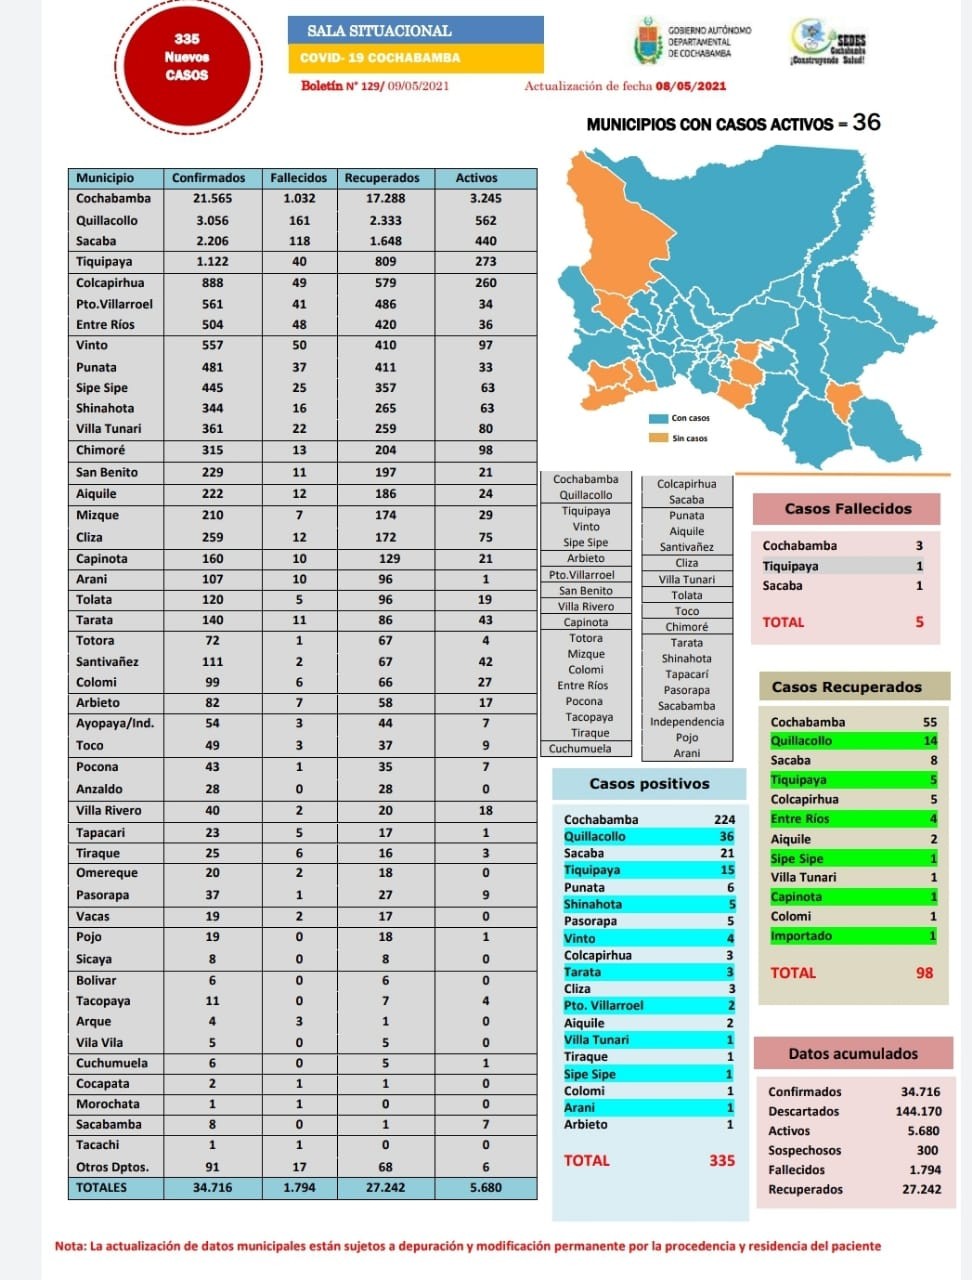 335
Nuevos
CASOS
SALA SITUACIONAL
COVID- 19 COCHABAMBA
Boletín N° 129/ 09/05/2021
Actualización de fecha 08/05/2021
GOBIERNO AUTÓNOMO
DEPARTAMENTAL
DE COCHABAMBA
SEDES
Cochabamba
¡Construyendo Salud!
MUNICIPIOS CON CASOS ACTIVOS = 36
Municipio Confirmados Fallecidos Recuperados Activos
Cochabamba 21.565 1.032 17.288 3.245
Quillacollo 3.056 161 2.333 562
Sacaba 2.206 118 1.648 440
Tiquipaya 1.122 40 809 273
Colcapirhua 888 49 579 260
Pto.Villarroel 561 41 486 34
Entre Ríos 504 48 420 36
Vinto 557 50 410 97
Punata 481 37 411 33
Sipe Sipe 445 25 357 63
Shinahota 344 16 265 63
Villa Tunari 361 22 259 80
Chimoré 315 13 204 98
San Benito 229 11 197 21
Aiquile 222 12 186 24
Mizque 210 7 174 29
Cliza 259 12 172 75
Capinota 160 10 129 21
Arani 107 10 96 1
Tolata 120 5 96 19
Tarata 140 11 86 43
Totora 72 1 67 4
Santivañez 111 2 67 42
Colomi 99 6 66 27
Arbieto 82 7 58 17
Ayopaya/Ind. 54 3 44 7
Toco 49 3 37 9
Pocona 43 1 35 7
Anzaldo 28 0 28 0
Villa Rivero 40 2 20 18
Tapacari 23 5 17 1
Tiraque 25 6 16 3
Omereque 20 2 18 0
Pasorapa 37 1 27 9
Vacas 19 2 17 0
Pojo 19 0 18 1
Sicaya 8 0 8 0
Bolivar 6 0 6 0
Tacopaya 11 0 7 4
Arque 4 3 1 0
Vila Vila 5 0 5 0
Cuchumuela 6 0 5 1
Cocapata 2 1 1 0
Morochata 1 1 0 0
Sacabamba 8 0 1 7
Tacachi 1 1 0 0
Otros Dptos. 91 17 68 6
TOTALES 34.716 1.794 27.242 5.680
Con casos
Sin casos
Cochabamba
Quillacollo
Tiquipaya
Vinto
Sipe Sipe
Arbieto
Pto.Villarroel
San Benito
Villa Rivero
Capinota
Totora
Mizque
Colomi
Entre Ríos
Pocona
Tacopaya
Tiraque
Cuchumuela
Colcapirhua
Sacaba
Punata
Aiquile
Santivañez
Cliza
Villa Tunari
Tolata
Toco
Chimoré
Tarata
Shinahota
Tapacarí
Pasorapa
Sacabamba
Independencia
Pojo
Arani
Casos positivos
Cochabamba 224
Quillacollo 36
Sacaba 21
Tiquipaya 15
Punata 6
Shinahota 5
Pasorapa 5
Vinto 4
Colcapirhua 3
Tarata 3
Cliza 3
Pto. Villarroel 2
Aiquile 2
Villa Tunari 1
Tiraque 1
Sipe Sipe 1
Colomi 1
Arani 1
Arbieto 1
TOTAL 335
Casos Fallecidos
Cochabamba 3
Tiquipaya 1
Sacaba 1
TOTAL 5
Casos Recuperados
Cochabamba 55
Quillacollo 14
Sacaba 8
Tiquipaya 5
Colcapirhua 5
Entre Ríos 4
Aiquile 2
Sipe Sipe 1
Villa Tunari 1
Capinota 1
Colomi 1
Importado 1
TOTAL 98
Datos acumulados
Confirmados 34.716
Descartados 144.170
Activos 5.680
Sospechosos 300
Fallecidos 1.794
Recuperados 27.242
Nota: La actualización de datos municipales están sujetos a depuración y modificación permanente por la procedencia y residencia del paciente